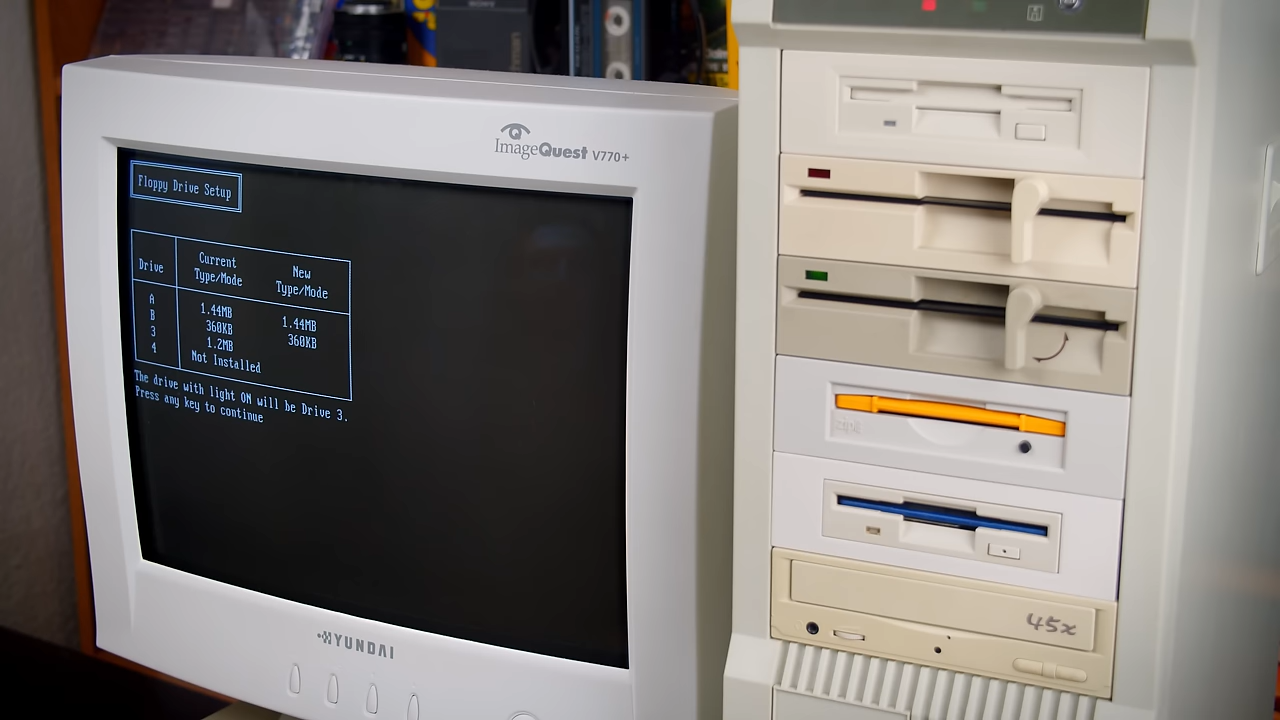 ImageQuest V770+
Floppy Drive Setup
Drive
Current
Type/Mode
New
Type/Mode
A 1.44MB 1.44MB
B 360KB 360KB
3 1.2MB
4 Not Installed
The drive with light ON will be Drive 3.
Press any key to continue
HYUNDAI
zip
45x